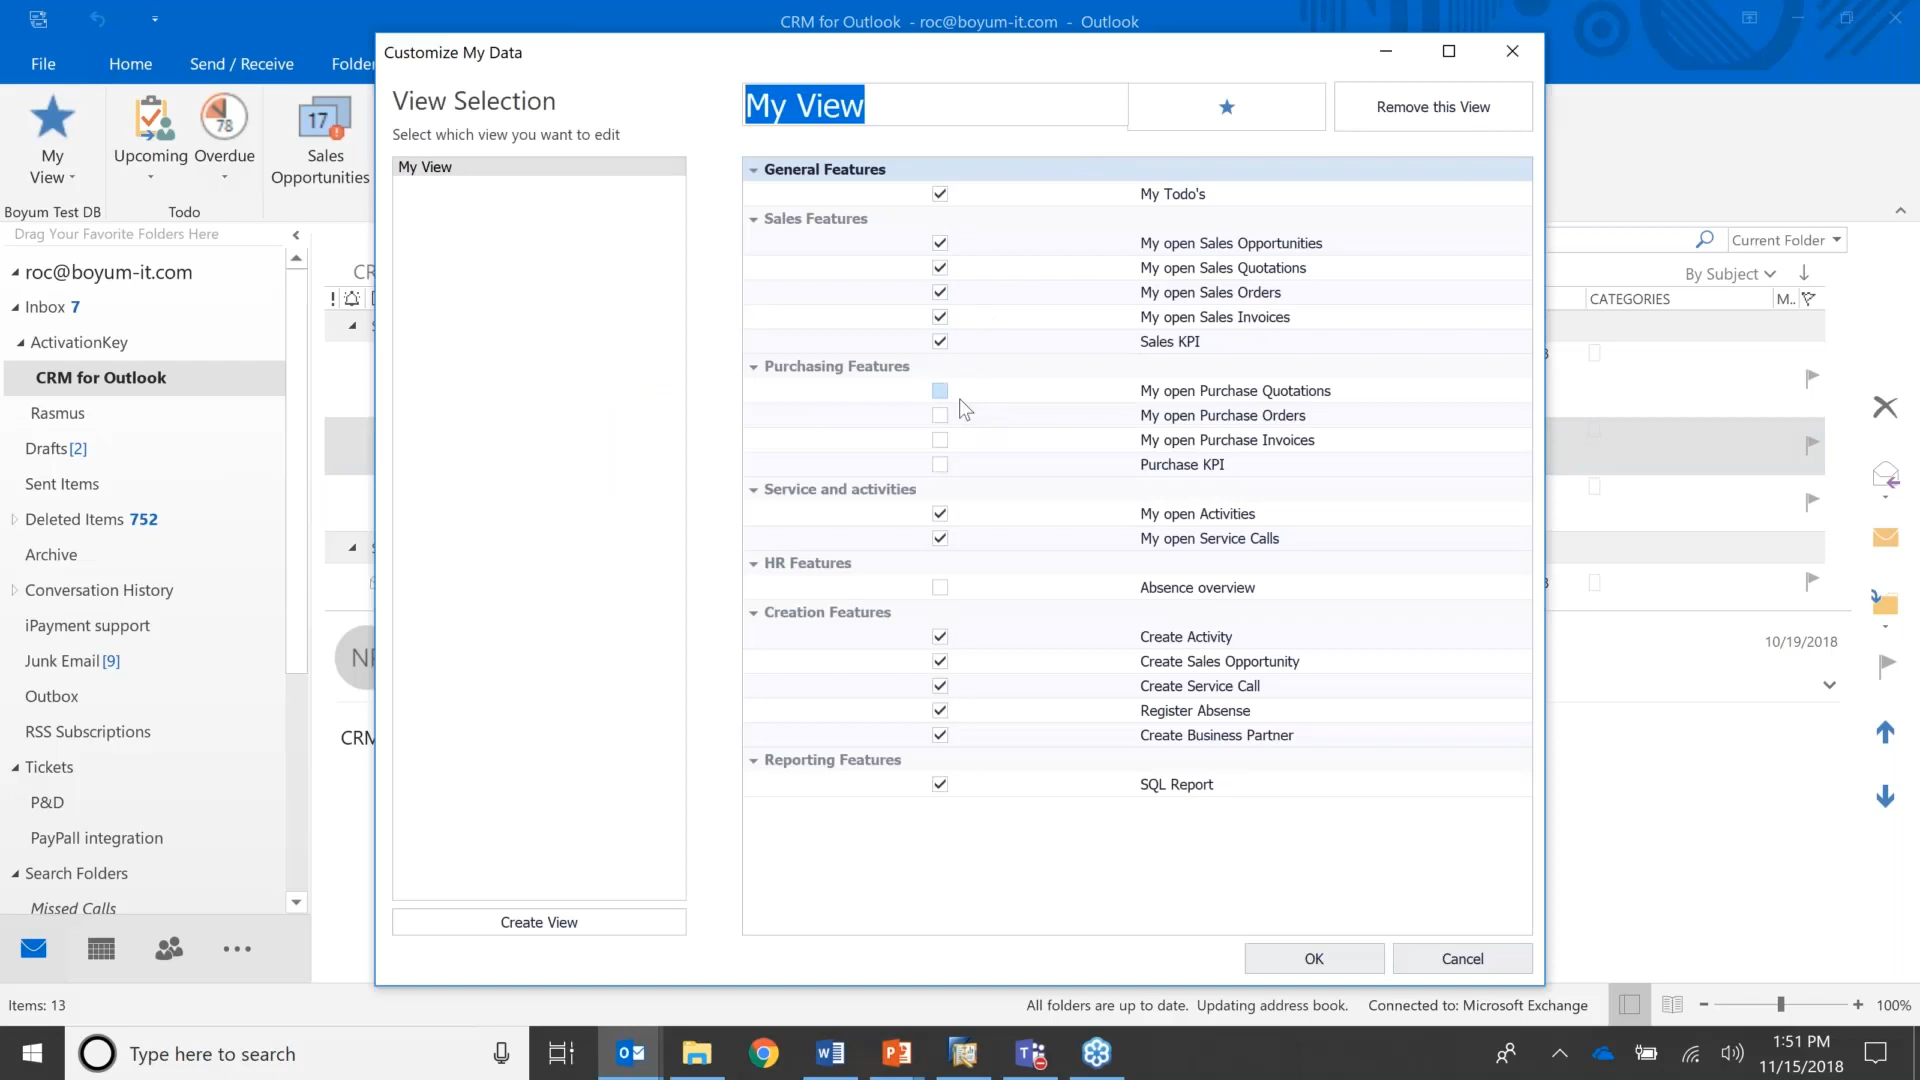 CRM for Outlook - roc@boyum-it.com - Outlook
File
Home
Send / Receive
Folder
My
View
78
Upcoming
Overdue
17
Sales
Opportunities
Boyum Test DB
Todo
Drag Your Favorite Folders Here
roc@boyum-it.com
Inbox 7
ActivationKey
CRM for Outlook
Rasmus
Drafts [2]
Sent Items
Deleted Items 752
Archive
Conversation History
iPayment support
Junk Email [9]
Outbox
RSS Subscriptions
Tickets
P&D
PayPall integration
Search Folders
Missed Calls
Customize My Data
View Selection
Select which view you want to edit
My View
Create View
My View
Remove this View
General Features
My Todo's
Sales Features
My open Sales Opportunities
My open Sales Quotations
My open Sales Orders
My open Sales Invoices
Sales KPI
Purchasing Features
My open Purchase Quotations
My open Purchase Orders
My open Purchase Invoices
Purchase KPI
Service and activities
My open Activities
My open Service Calls
HR Features
Absence overview
Creation Features
Create Activity
Create Sales Opportunity
Create Service Call
Register Absense
Create Business Partner
Reporting Features
SQL Report
OK
Cancel
Current Folder
By Subject
CATEGORIES
M..
10/19/2018
CRM
Items: 13
All folders are up to date. Updating address book.
Connected to: Microsoft Exchange
100%
Type here to search
1:51 PM
11/15/2018